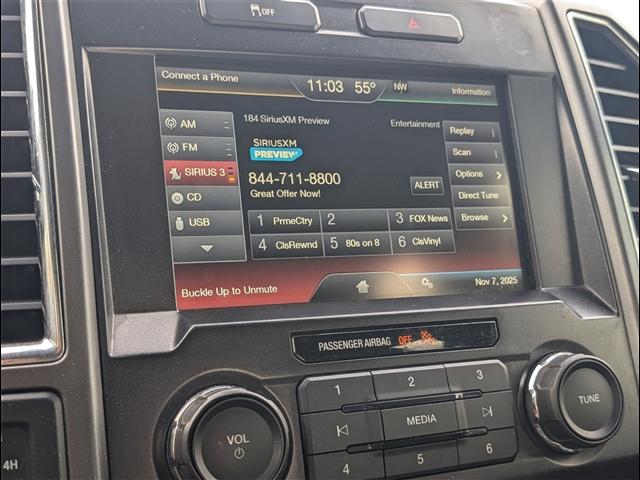 OFF
Connect a Phone
11:03 55° NW
Information
184 SiriusXM Preview
Entertainment
AM
FM
SIRIUS 3
CD
USB
SIRIUSXM
PREVIEW
844-711-8800
Great Offer Now!
ALERT
Replay
Scan
Options
Direct Tune
Browse
1 PrmeCtry 2 3 FOX News
4 ClsRewnd 5 80s on 8 6 ClsVinyl
Buckle Up to Unmute
Nov 7, 2025
PASSENGER AIRBAG OFF
1 2 3
MEDIA
4 5 6
VOL
TUNE
4H